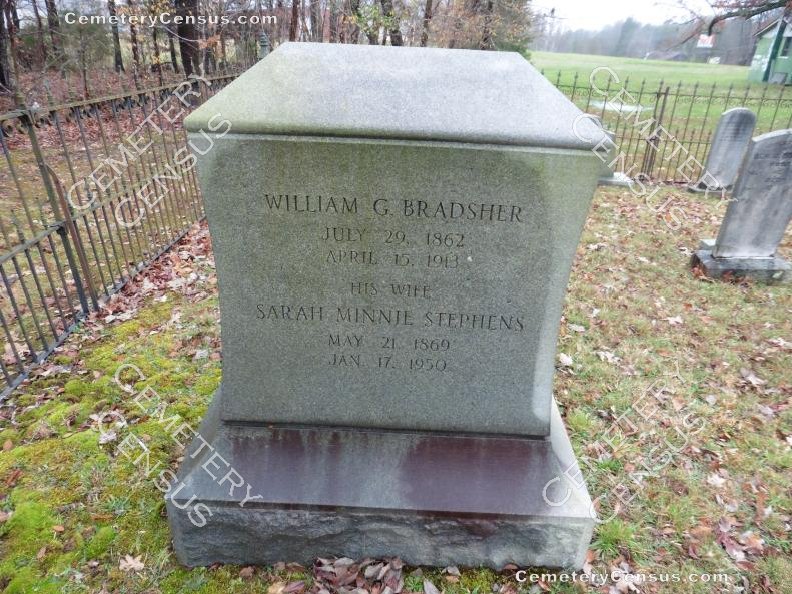 CemeteryCensus.com
WILLIAM G. BRADSHER
JULY 29, 1862
APRIL 15, 1913
HIS WIFE
SARAH MINNIE STEPHENS
MAY 21, 1869
JAN. 17, 1950
CEMETERY
CENSUS
CEMETERY
CENSUS
CEMETERY
CENSUS
CEMETERY
CENSUS
CemeteryCensus.com